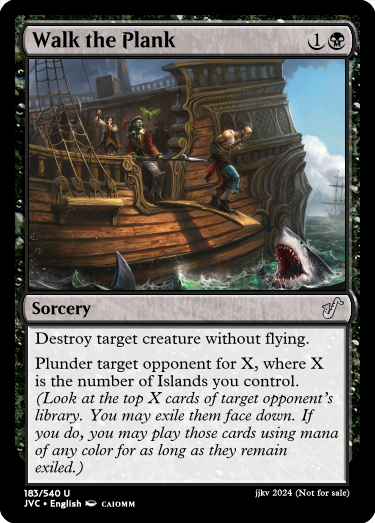 Walk the Plank 1
Sorcery
Destroy target creature without flying.
Plunder target opponent for X, where X
is the number of Islands you control.
(Look at the top X cards of target opponent's
library. You may exile them face down. If
you do, you may play those cards using mana
of any color for as long as they remain
exiled.)
183/540 U
JVC • English CAIOMM
jjkv 2024 (Not for sale)